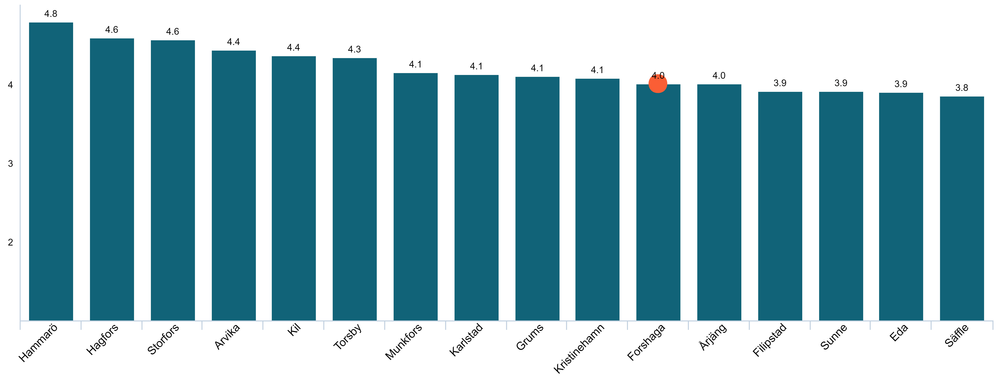 4.8
4.6
4.6
4.4
4.4
4.3
4.1
4.1
4.1
4.1
4.0
4.0
3.9
3.9
3.9
3.8
4
3
2
Hammarö
Hagfors
Storfors
Arvika
Kil
Torsby
Munkfors
Karlstad
Grums
Kristinehamn
Forshaga
Årjäng
Filipstad
Sunne
Eda
Säffle